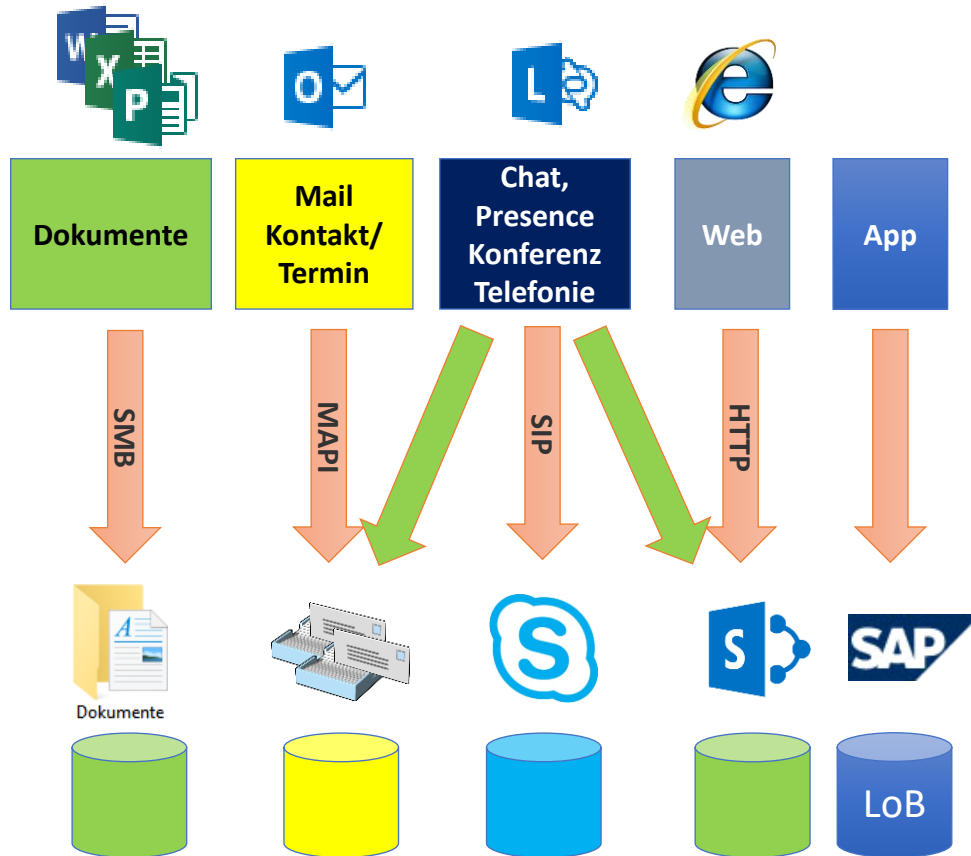 W
X
P
O
L
e
Dokumente
Mail
Kontakt/
Termin
Chat,
Presence
Konferenz
Telefonie
Web
App
SMB
MAPI
SIP
HTTP
A
Dokumente
S
S
SAP
LoB